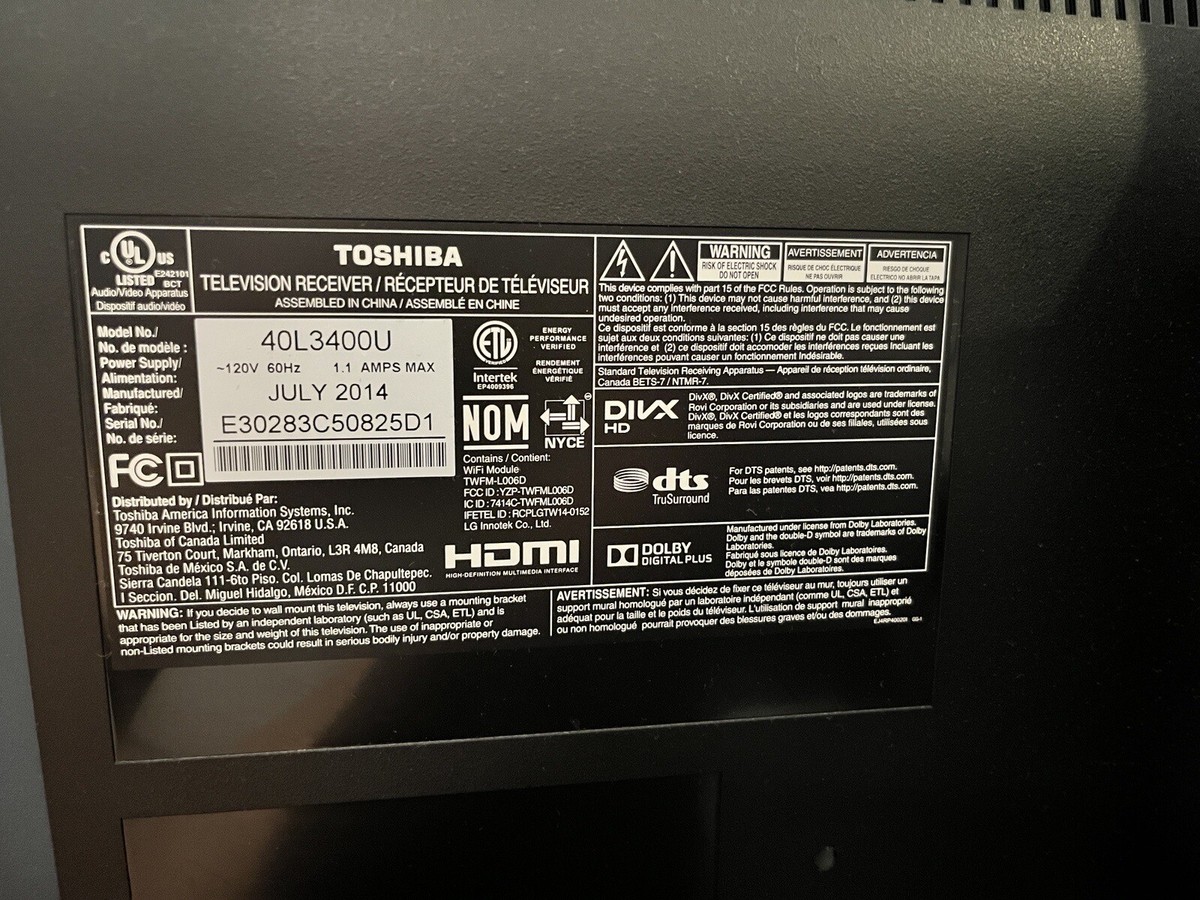 C UL US
LISTED E242101
BCT
Audio/Video Apparatus
Dispositif audio/vidéo
TOSHIBA
TELEVISION RECEIVER / RÉCEPTEUR DE TÉLÉVISEUR
ASSEMBLED IN CHINA / ASSEMBLÉ EN CHINE
Model No./
No. de modèle :
Power Supply/
Alimentation:
Manufactured/
Fabriqué:
Serial No./
No. de série:
40L3400U
~120V 60Hz 1.1 AMPS MAX
JULY 2014
E30283C50825D1
FC
ETL
Intertek
EP4009396
ENERGY
PERFORMANCE
VERIFIED
RENDEMENT
ÉNERGÉTIQUE
VÉRIFIÉ
NOM
NYCE
Contains / Contient:
WiFi Module
TWFM-L006D
FCC ID :YZP-TWFML006D
IC ID :7414C-TWFML006D
IFETEL ID : RCPLGTW14-0152
LG Innotek Co., Ltd.
Distributed by / Distribué Par:
Toshiba America Information Systems, Inc.
9740 Irvine Blvd.; Irvine, CA 92618 U.S.A.
Toshiba of Canada Limited
75 Tiverton Court, Markham, Ontario, L3R 4M8, Canada
Toshiba de México S.A. de C.V.
Sierra Candela 111-6to Piso. Col. Lomas De Chapultepec.
I Seccion. Del. Miguel Hidalgo, México D.F. C.P. 11000
HDMI
HIGH-DEFINITION MULTIMEDIA INTERFACE
WARNING
RISK OF ELECTRIC SHOCK
DO NOT OPEN
AVERTISSEMENT
RISQUE DE CHOC ÉLECTRIQUE
NE PAS OUVRIR
ADVERTENCIA
RIESGO DE CHOQUE
ELECTRICO NO ABRIR LA TAPA
This device complies with part 15 of the FCC Rules. Operation is subject to the following
two conditions: (1) This device may not cause harmful interference, and (2) this device
must accept any interference received, including interference that may cause
undesired operation.
Ce dispositif est conforme à la section 15 des règles du FCC. Le fonctionnement est
sujet aux deux conditions suivantes: (1) Ce dispositif ne doit pas causer une
interférence et (2) ce dispositif doit accomoder les interférences reçues incluant les
interférences pouvant causer un fonctionnement Indésirable.
Standard Television Receiving Apparatus — Appareil de réception télévision ordinaire,
Canada BETS-7 / NTMR-7.
DIVX
HD
DivX®, DivX Certified® and associated logos are trademarks of
Rovi Corporation or its subsidiaries and are used under license.
DivX®, DivX Certified® et les logos correspondants sont des
marques de Rovi Corporation ou de ses filiales, utilisées sous
licence.
dts
TruSurround
For DTS patents, see http://patents.dts.com.
Pour les brevets DTS, voir http://patents.dts.com.
Para las patentes DTS, vea http://patents.dts.com.
DOLBY
DIGITAL PLUS
Manufactured under license from Dolby Laboratories.
Dolby and the double-D symbol are trademarks of Dolby
Laboratories.
Fabriqué sous licence de Dolby Laboratoires.
Dolby et le symbole double-D sont des marques
déposées de Dolby Laboratoires.
WARNING: If you decide to wall mount this television, always use a mounting bracket
that has been Listed by an independent laboratory (such as UL, CSA, ETL) and is
appropriate for the size and weight of this television. The use of inappropriate or
non-Listed mounting brackets could result in serious bodily injury and/or property damage.
AVERTISSEMENT: Si vous décidez de fixer ce téléviseur au mur, toujours utiliser un
support mural homologué par un laboratoire indépendant (comme UL, CSA, ETL) et
adéquat pour la taille et le poids du téléviseur. L'utilisation de support mural inapproprié
ou non homologué pourrait provoquer des blessures graves et/ou des dommages.